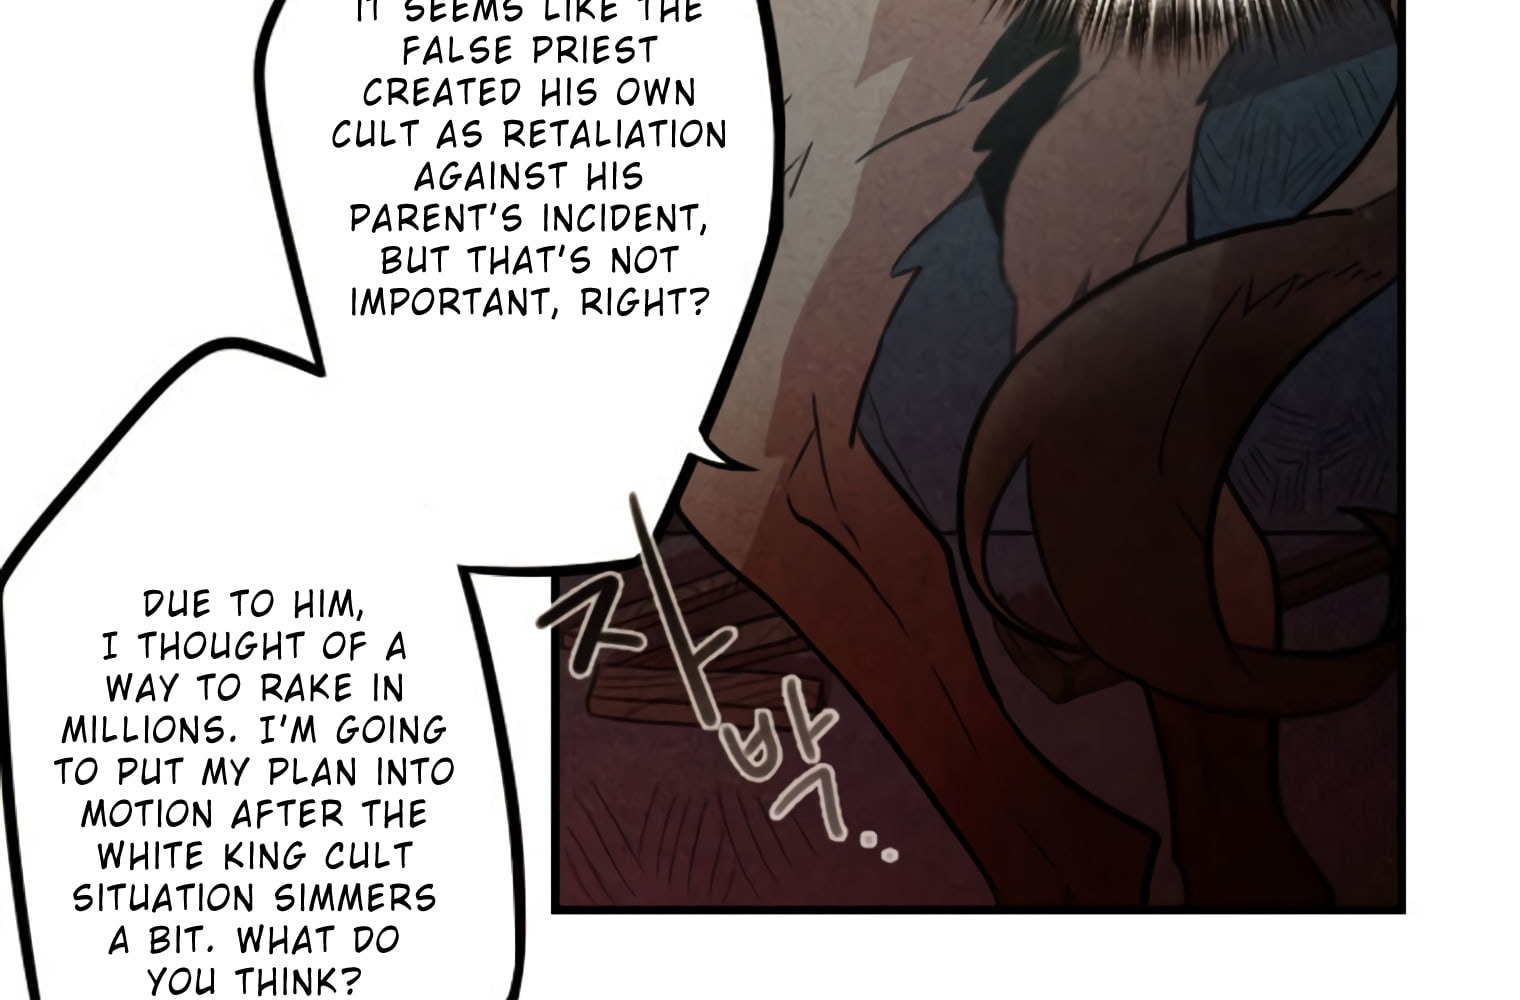 IT SEEMS LIKE THE
FALSE PRIEST
CREATED HIS OWN
CULT AS RETALIATION
AGAINST HIS
PARENT'S INCIDENT,
BUT THAT'S NOT
IMPORTANT, RIGHT?
DUE TO HIM,
I THOUGHT OF A
WAY TO RAKE IN
MILLIONS. I'M GOING
TO PUT MY PLAN INTO
MOTION AFTER THE
WHITE KING CULT
SITUATION SIMMERS
A BIT. WHAT DO
YOU THINK?
자박..